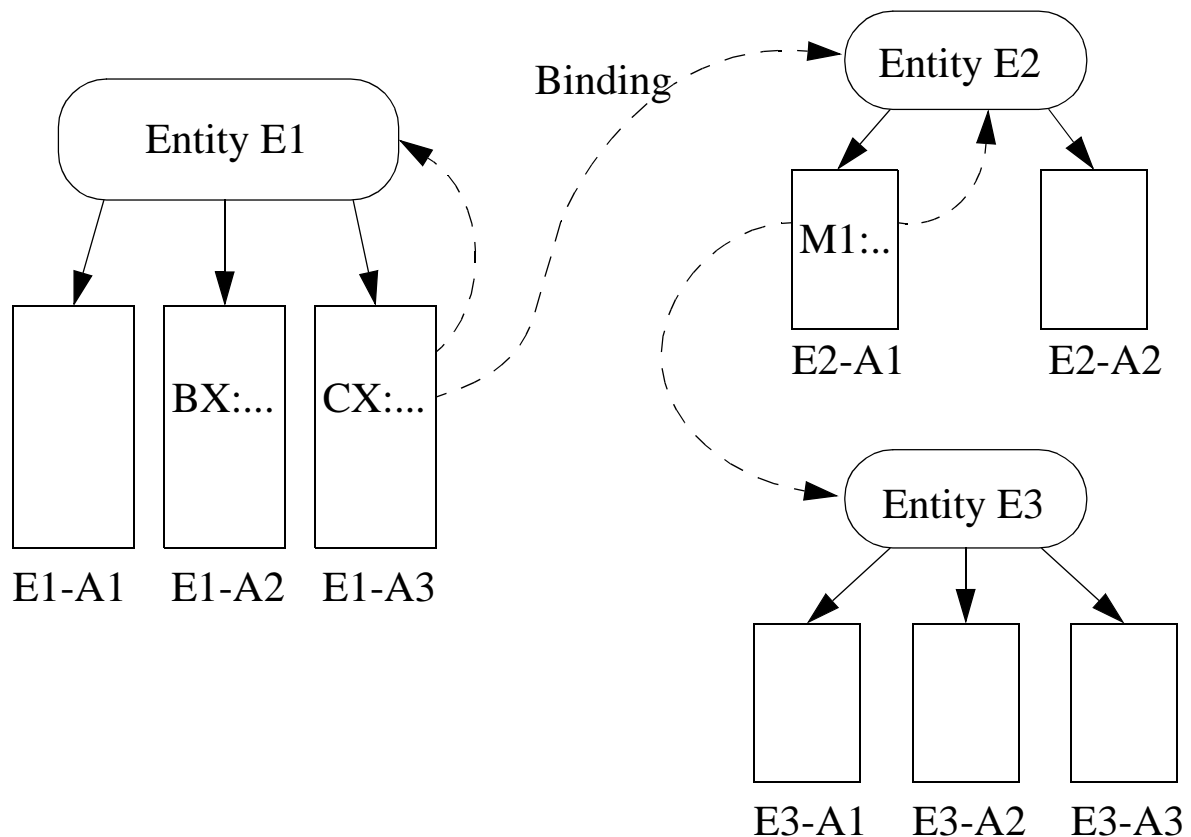 Binding
Entity E1
Entity E2
M1:..
E2-A1
E2-A2
BX:...
CX:...
E1-A1
E1-A2
E1-A3
Entity E3
E3-A1
E3-A2
E3-A3